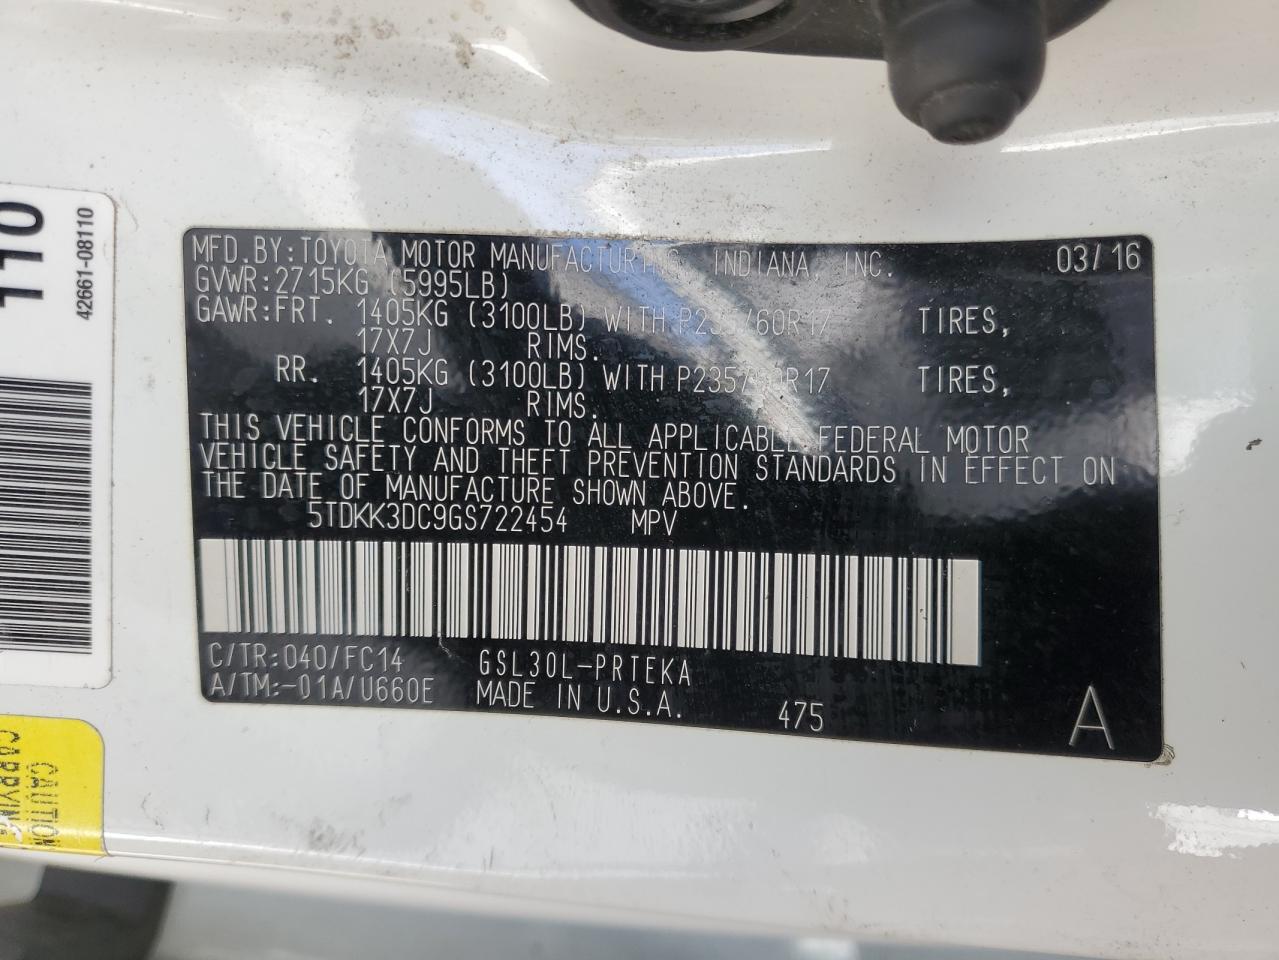 MFD.BY:TOYOTA MOTOR MANUFACTURING, INDIANA, INC. 03/16
GVWR:2715KG (5995LB)
GAWR:FRT. 1405KG (3100LB) WITH P235/60R17 TIRES,
17X7J RIMS.
RR. 1405KG (3100LB) WITH P235/60R17 TIRES,
17X7J RIMS.
THIS VEHICLE CONFORMS TO ALL APPLICABLE FEDERAL MOTOR
VEHICLE SAFETY AND THEFT PREVENTION STANDARDS IN EFFECT ON
THE DATE OF MANUFACTURE SHOWN ABOVE.
5TDKK3DC9GS722454 MPV
C/TR:040/FC14 GSL30L-PRTEKA
A/TM:-01A/U660E MADE IN U.S.A. 475 A
110
42661-08110
CAUTION